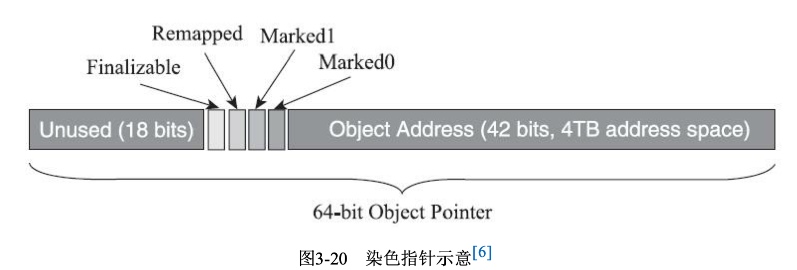 Remapped Marked1
Finalizable Marked0
Unused (18 bits) Object Address (42 bits, 4TB address space)
64-bit Object Pointer
图3-20 染色指针示意[6]